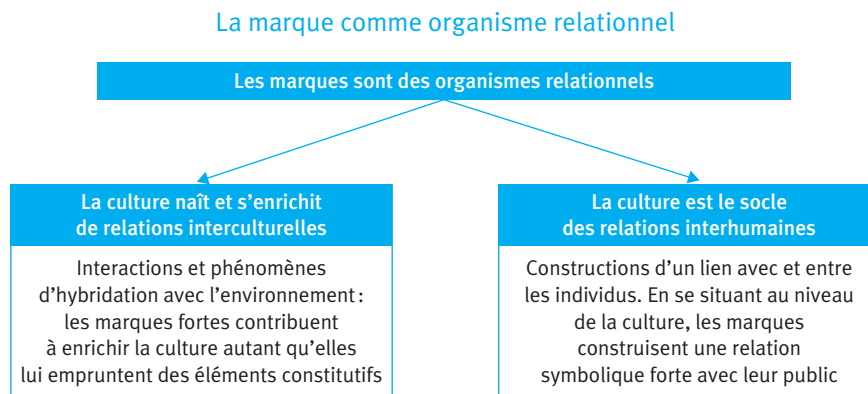 La marque comme organisme relationnel
Les marques sont des organismes relationnels
La culture naît et s’enrichit
de relations interculturelles
Interactions et phénomènes
d’hybridation avec l’environnement :
les marques fortes contribuent
à enrichir la culture autant qu’elles
lui empruntent des éléments constitutifs
La culture est le socle
des relations interhumaines
Constructions d’un lien avec et entre
les individus. En se situant au niveau
de la culture, les marques
construisent une relation
symbolique forte avec leur public